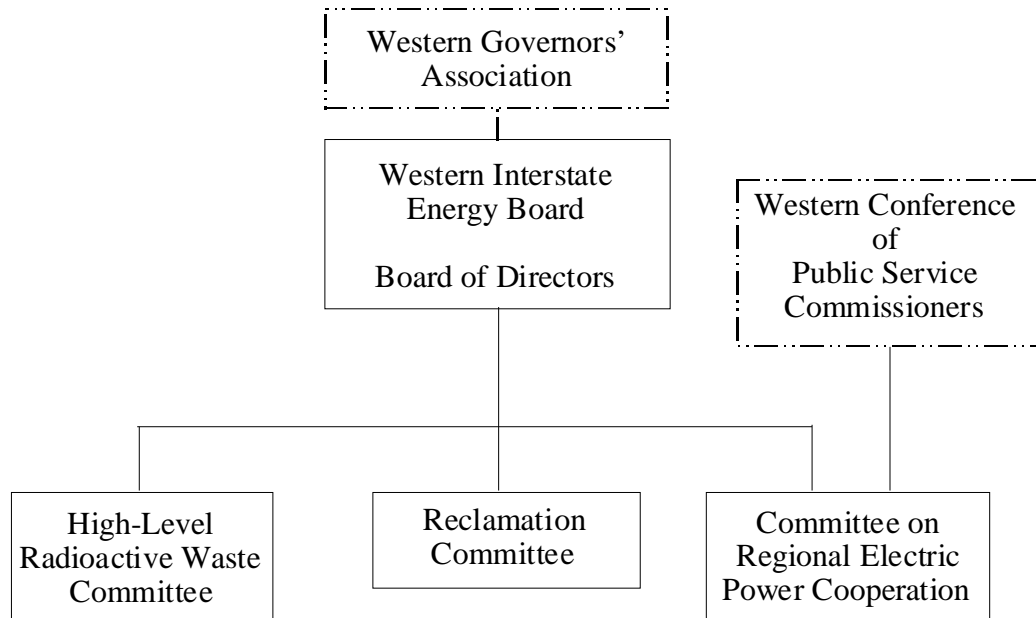 Western Governors’
Association
Western Interstate
Energy Board
Board of Directors
Western Conference
of
Public Service
Commissioners
High-Level
Radioactive Waste
Committee
Reclamation
Committee
Committee on
Regional Electric
Power Cooperation